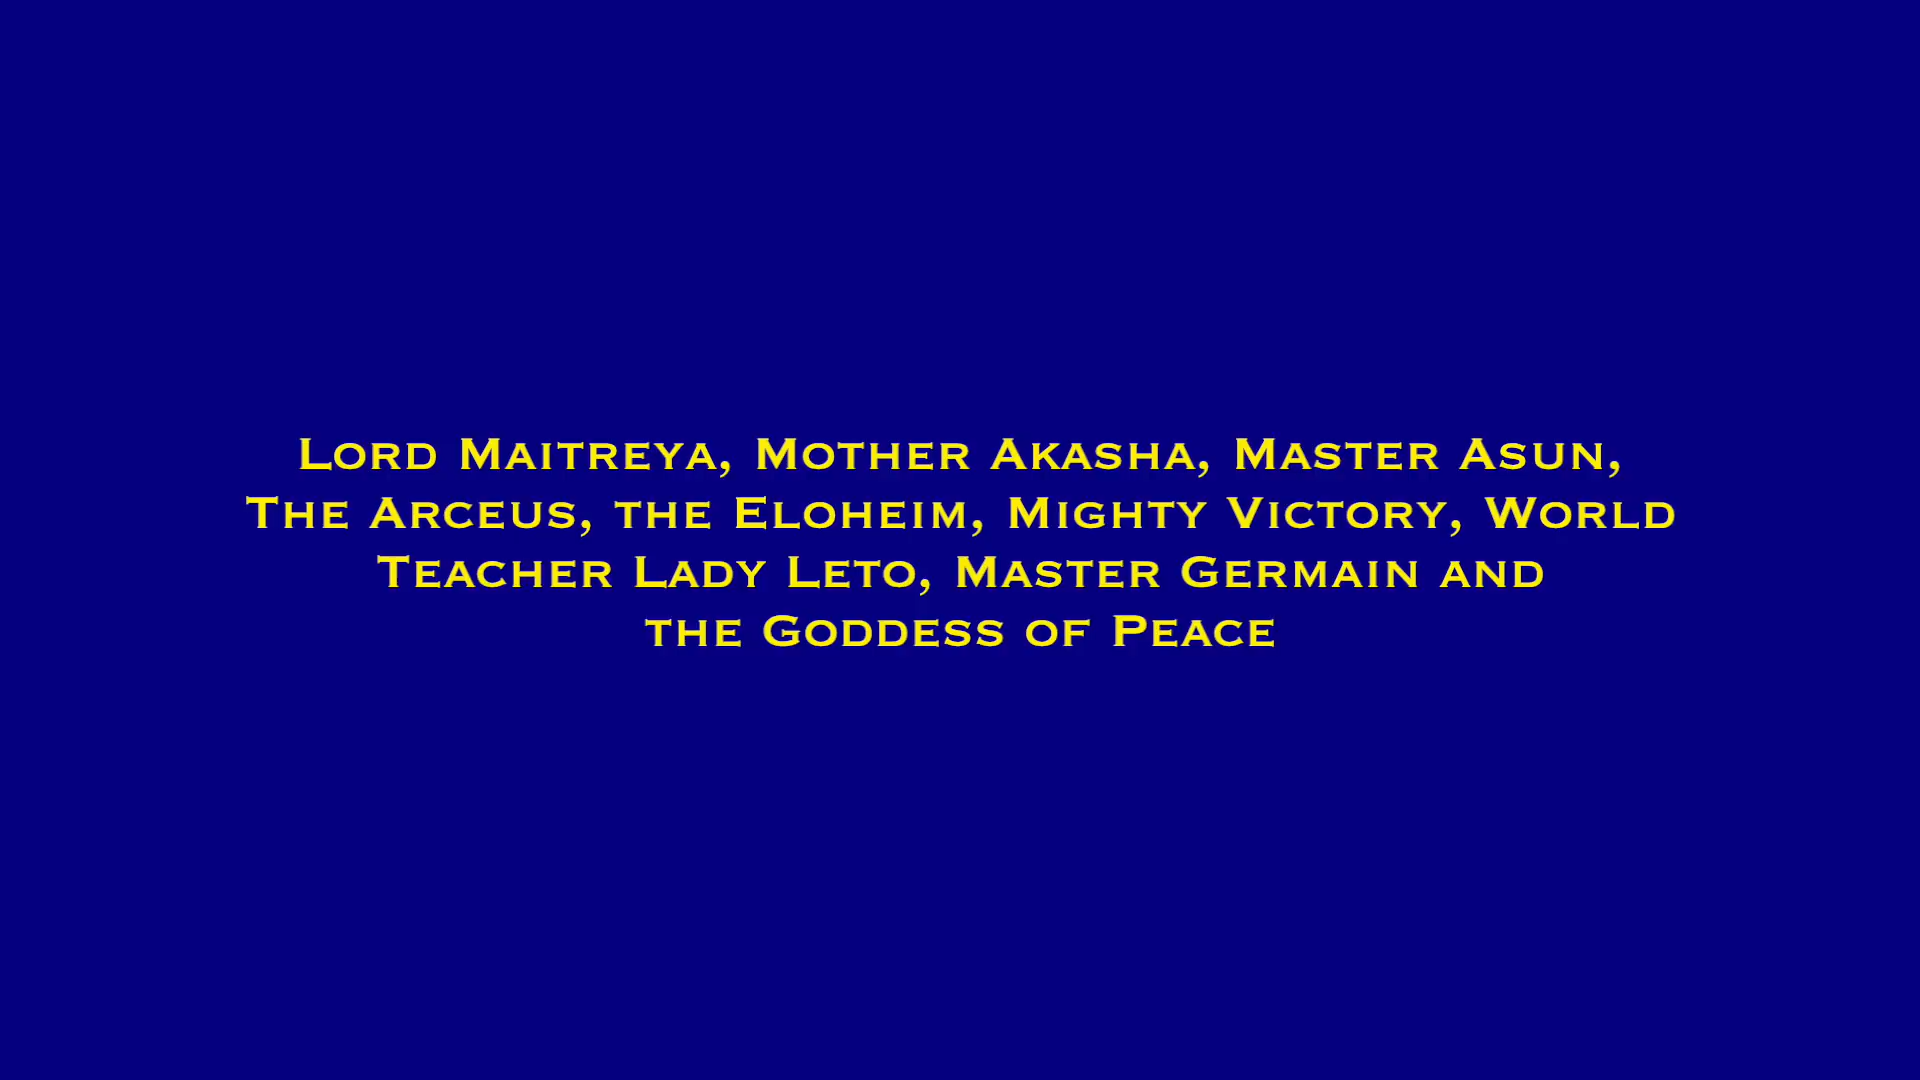 Lord Maitreya, Mother Akasha, Master Asun,
The Arceus, the Eloheim, Mighty Victory, World
Teacher Lady Leto, Master Germain and
the Goddess of Peace